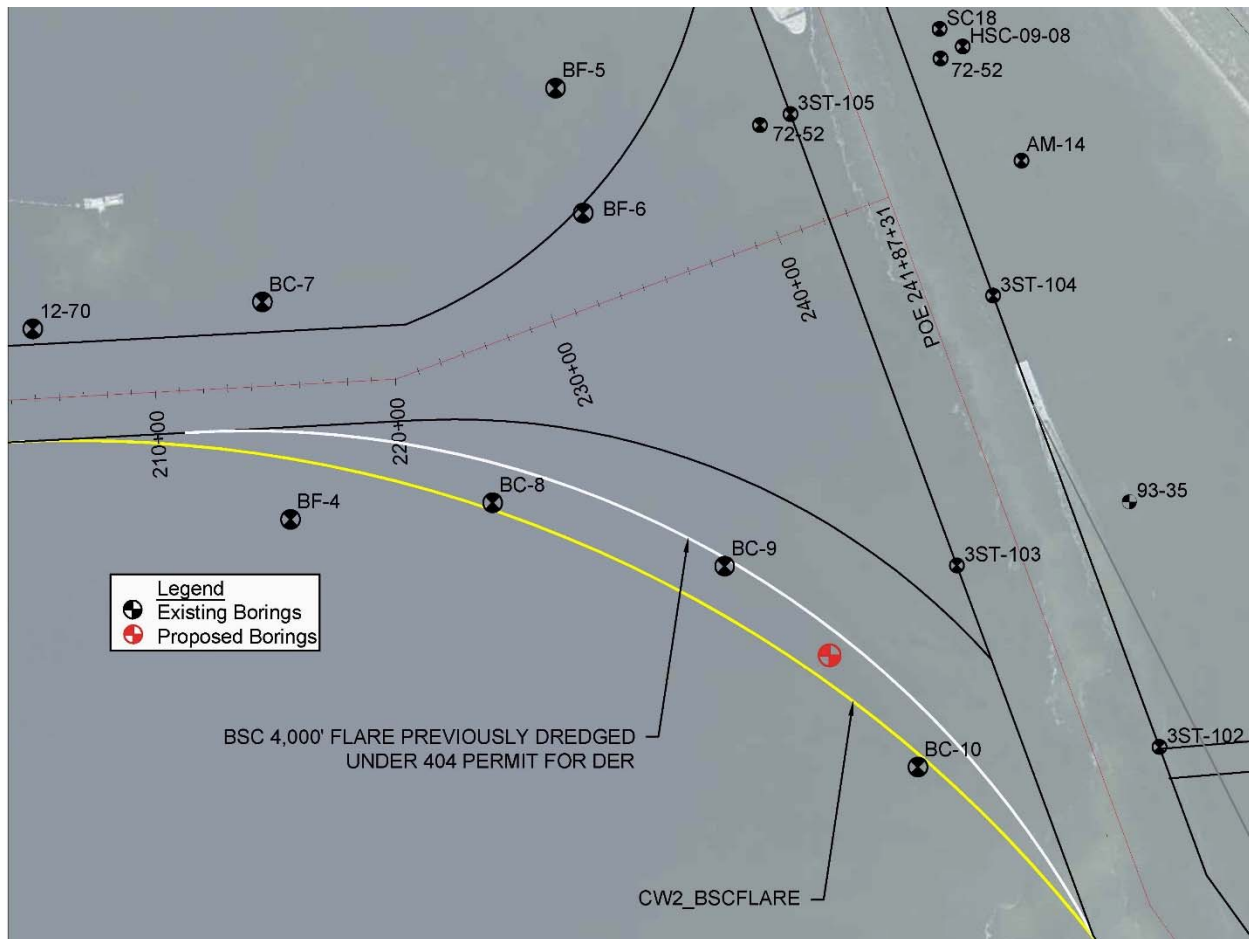 SC18
HSC-09-08
72-52
BF-5
3ST-105
72-52
AM-14
BF-6
POE 241+87+31
240+00
3ST-104
BC-7
12-70
230+00
220+00
210+00
BC-8
BF-4
93-35
BC-9
3ST-103
Legend
Existing Borings
Proposed Borings
BSC 4,000' FLARE PREVIOUSLY DREDGED
UNDER 404 PERMIT FOR DER
3ST-102
BC-10
CW2_BSCFLARE